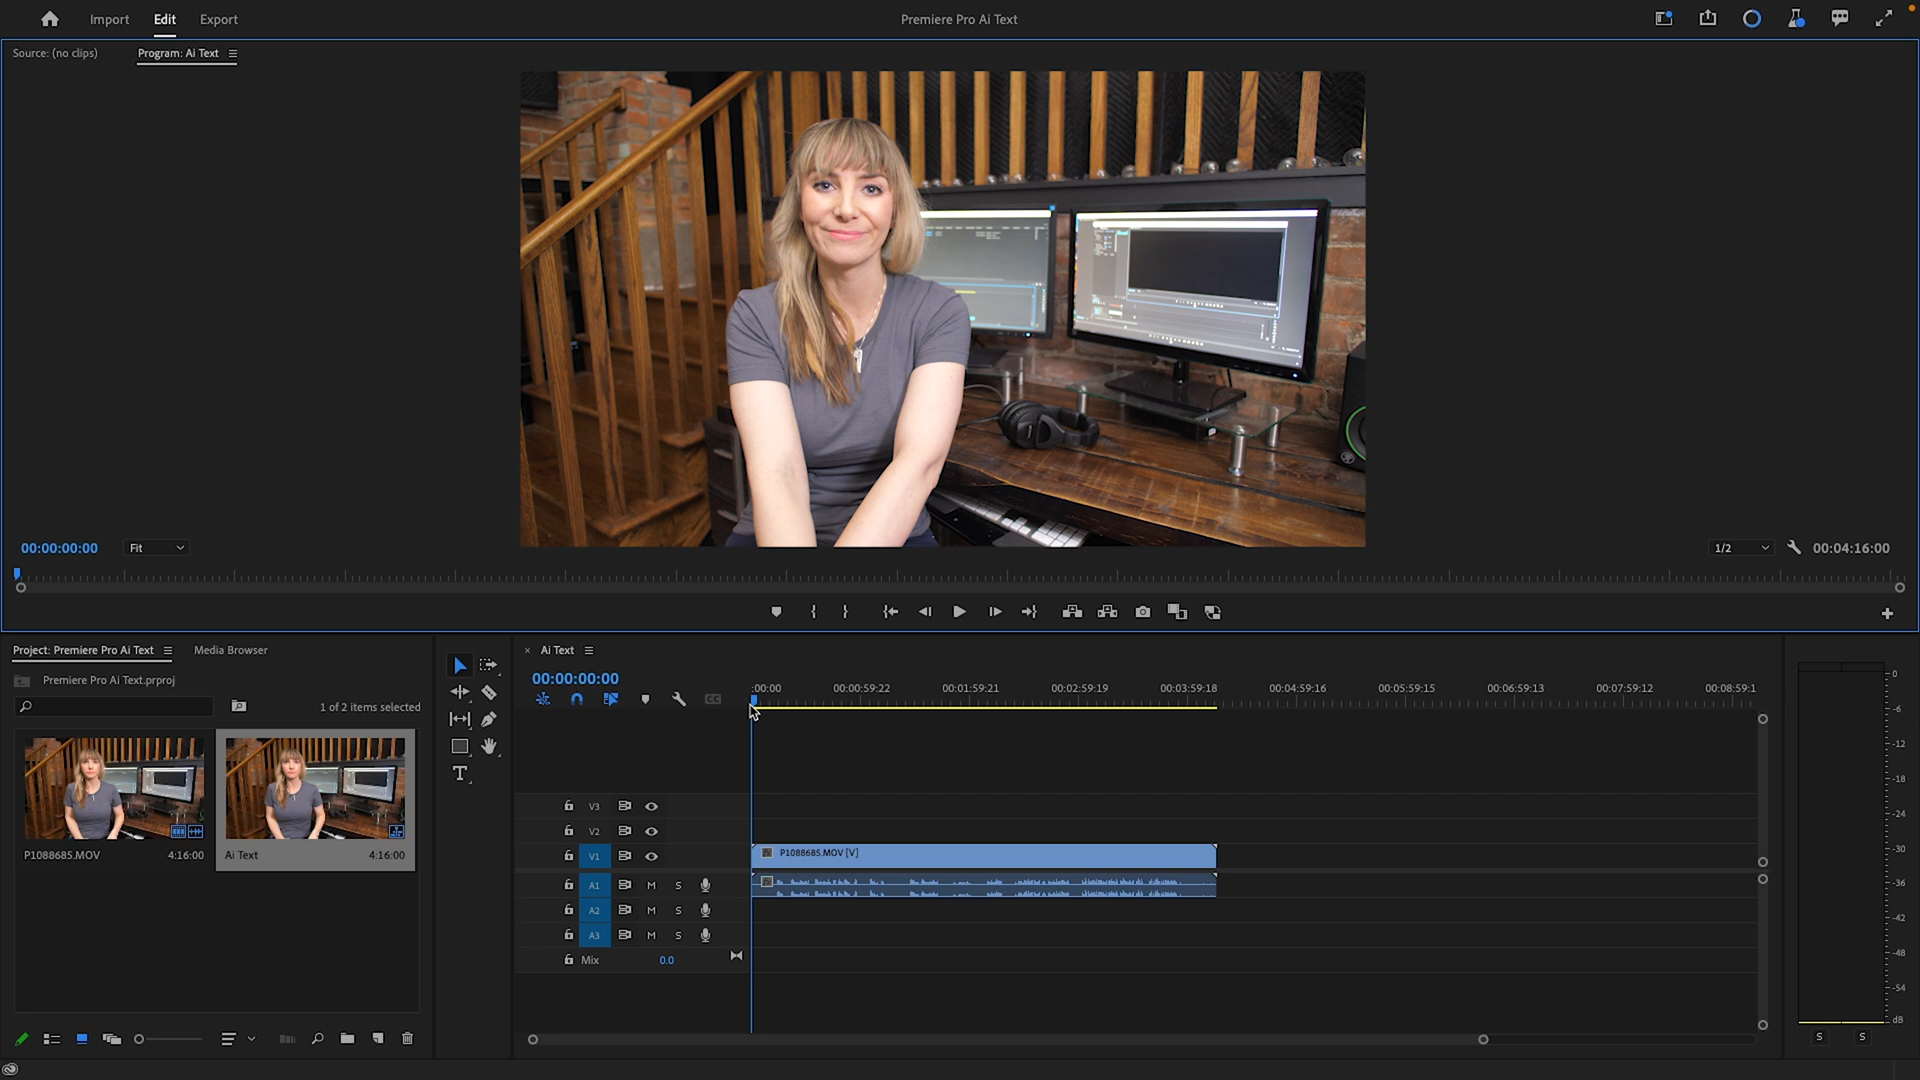 Import Edit Export Premiere Pro Ai Text
Source: (no clips) Program: Ai Text
00:00:00:00 Fit 1/2 00:04:16:00
Project: Premiere Pro Ai Text Media Browser
Premiere Pro Ai Text.prproj
1 of 2 items selected
P1088685.MOV 4:16:00 Ai Text 4:16:00
× Ai Text
00:00:00:00
:00:00 00:00:59:22 00:01:59:21 00:02:59:19 00:03:59:18 00:04:59:16 00:05:59:15 00:06:59:13 00:07:59:12 00:08:59:1
CC
V3
V2
V1 P1088685.MOV [V]
A1 M S
A2 M S
A3 M S
Mix 0.0
T
0
-6
-12
-18
-24
-30
-36
-42
-48
-54
dB
S S